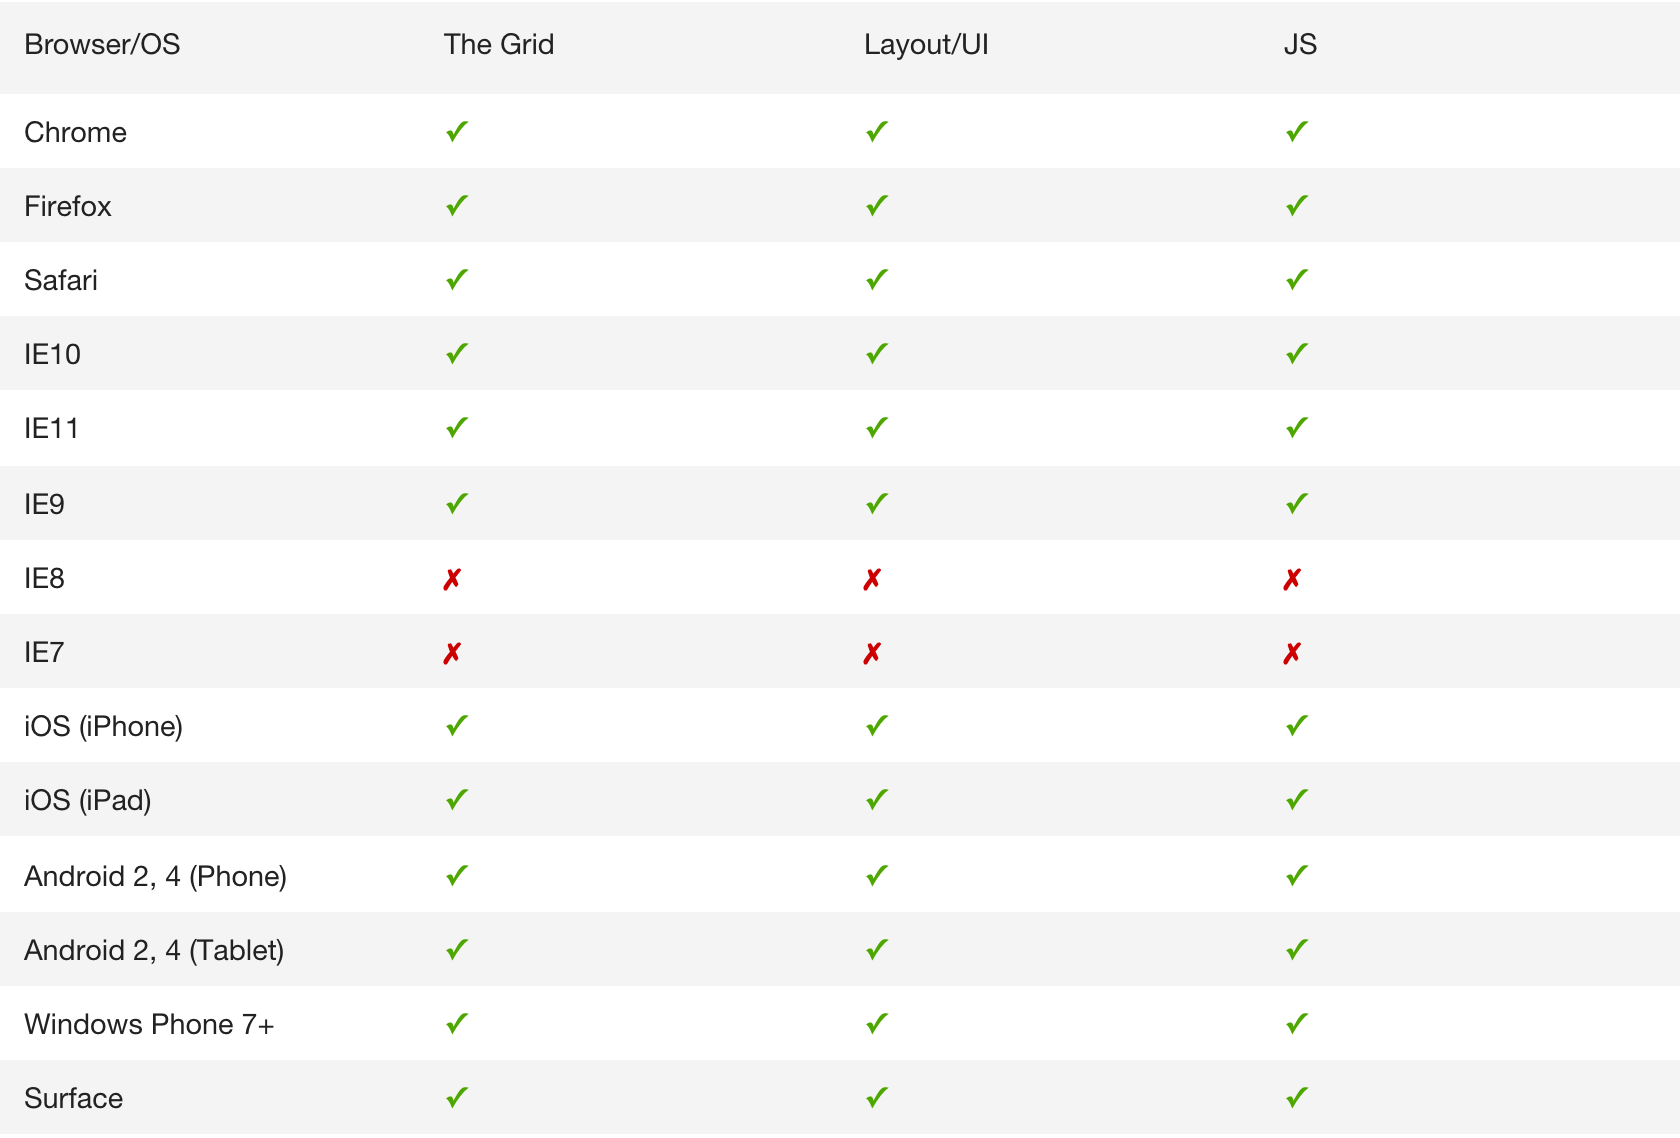 Browser/OS The Grid Layout/UI JS
Chrome ✓ ✓ ✓
Firefox ✓ ✓ ✓
Safari ✓ ✓ ✓
IE10 ✓ ✓ ✓
IE11 ✓ ✓ ✓
IE9 ✓ ✓ ✓
IE8 ✗ ✗ ✗
IE7 ✗ ✗ ✗
iOS (iPhone) ✓ ✓ ✓
iOS (iPad) ✓ ✓ ✓
Android 2, 4 (Phone) ✓ ✓ ✓
Android 2, 4 (Tablet) ✓ ✓ ✓
Windows Phone 7+ ✓ ✓ ✓
Surface ✓ ✓ ✓